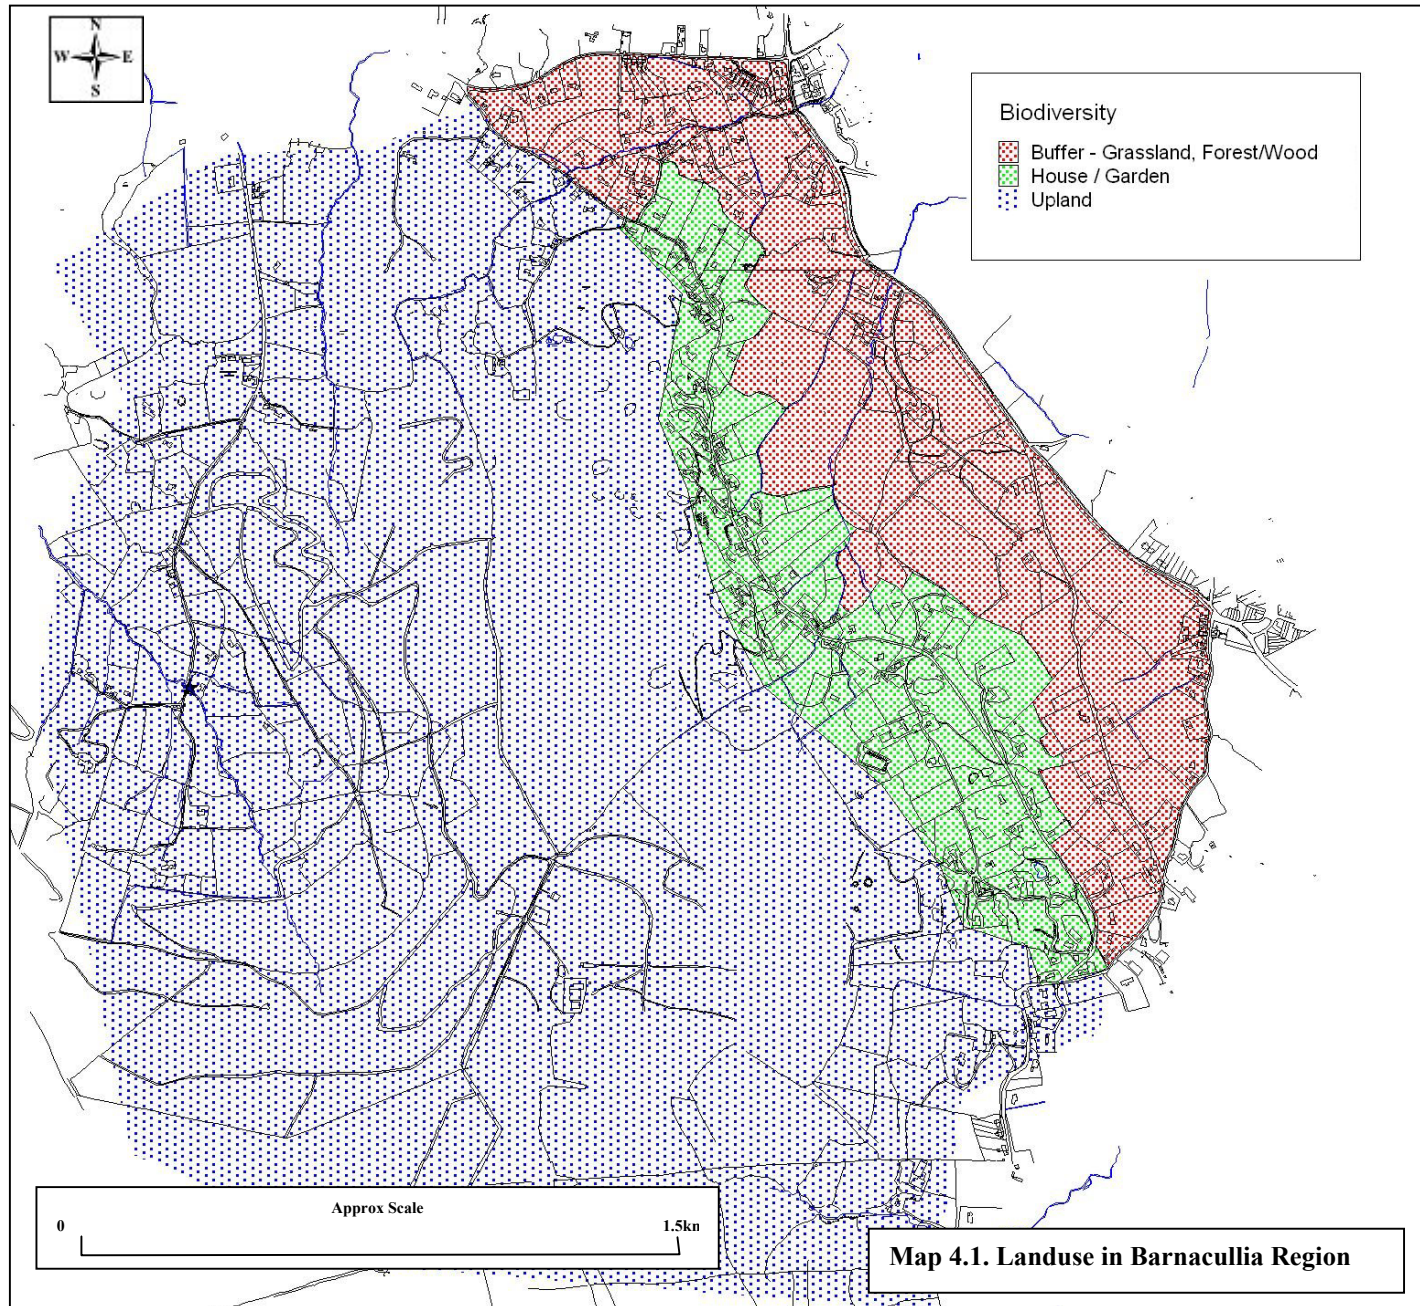 N
W E
S
Biodiversity
Buffer - Grassland, Forest/Wood
House / Garden
Upland
Approx Scale
0 1.5km
Map 4.1. Landuse in Barnacullia Region